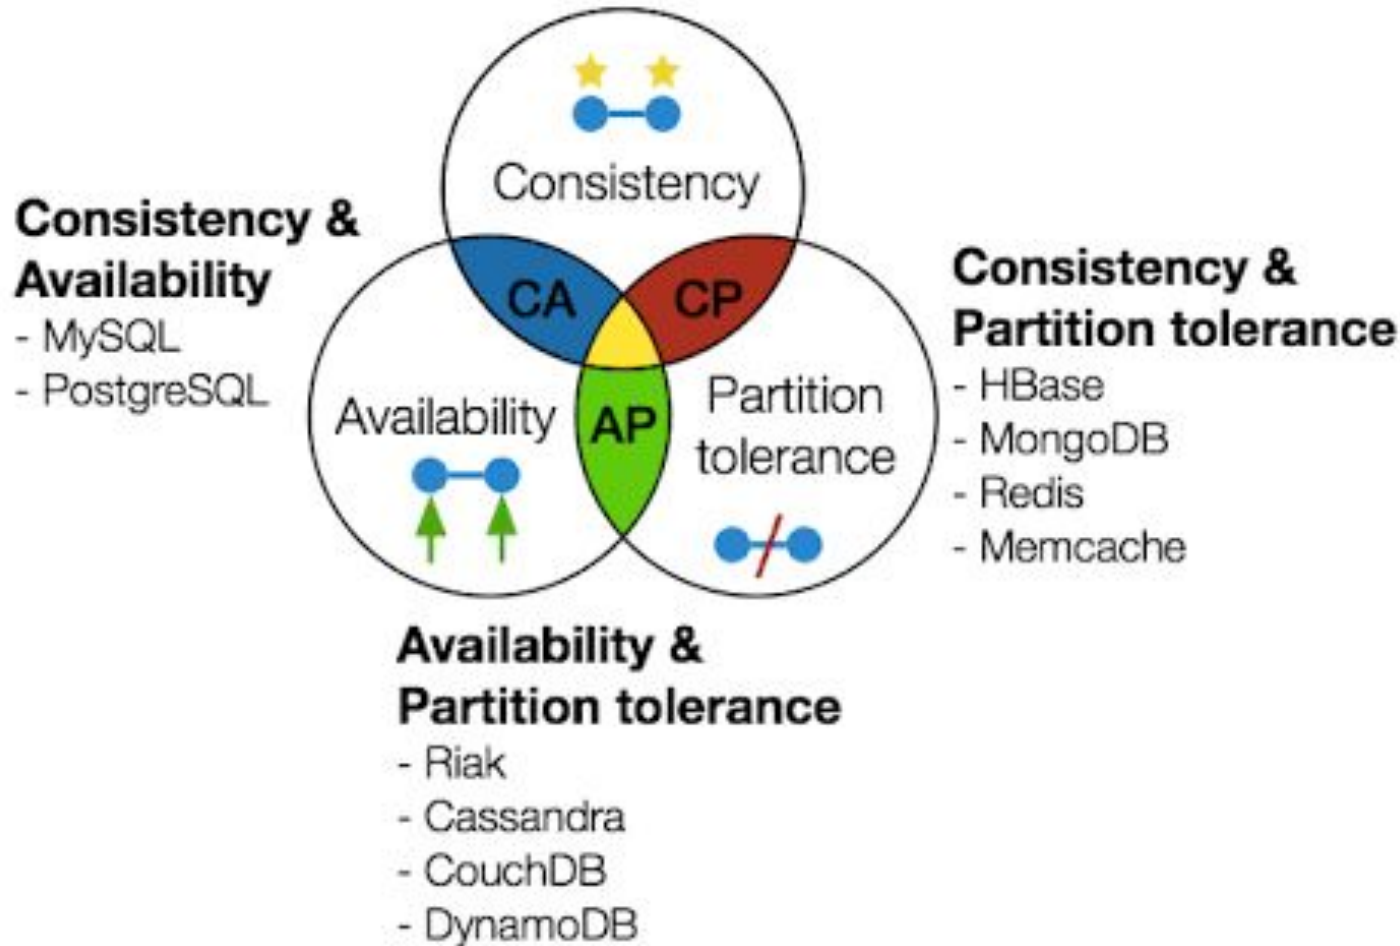 Consistency
Consistency &
Availability
- MySQL
- PostgreSQL
CA
CP
Consistency &
Partition tolerance
- HBase
- MongoDB
- Redis
- Memcache
Availability
AP
Partition
tolerance
Availability &
Partition tolerance
- Riak
- Cassandra
- CouchDB
- DynamoDB